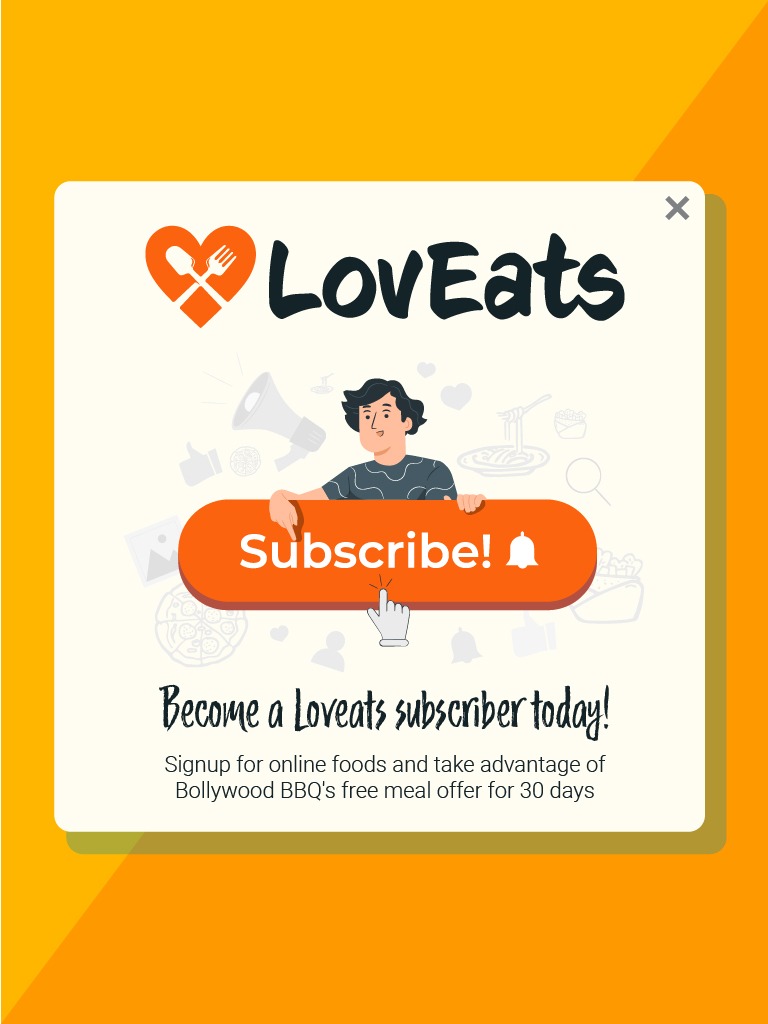 LovEats
Subscribe!
Become a Loveats subscriber today!
Signup for online foods and take advantage of
Bollywood BBQ's free meal offer for 30 days